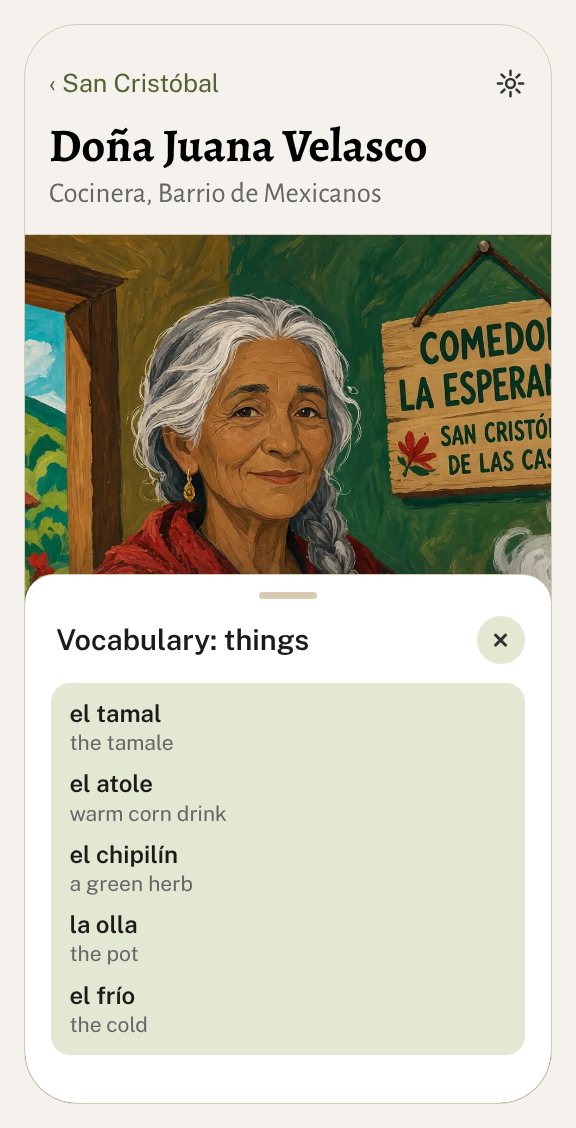 ‹ San Cristóbal
Doña Juana Velasco
Cocinera, Barrio de Mexicanos
COMEDO
LA ESPERA
SAN CRISTÓ
DE LAS CAS
Vocabulary: things
el tamal
the tamale
el atole
warm corn drink
el chipilín
a green herb
la olla
the pot
el frío
the cold